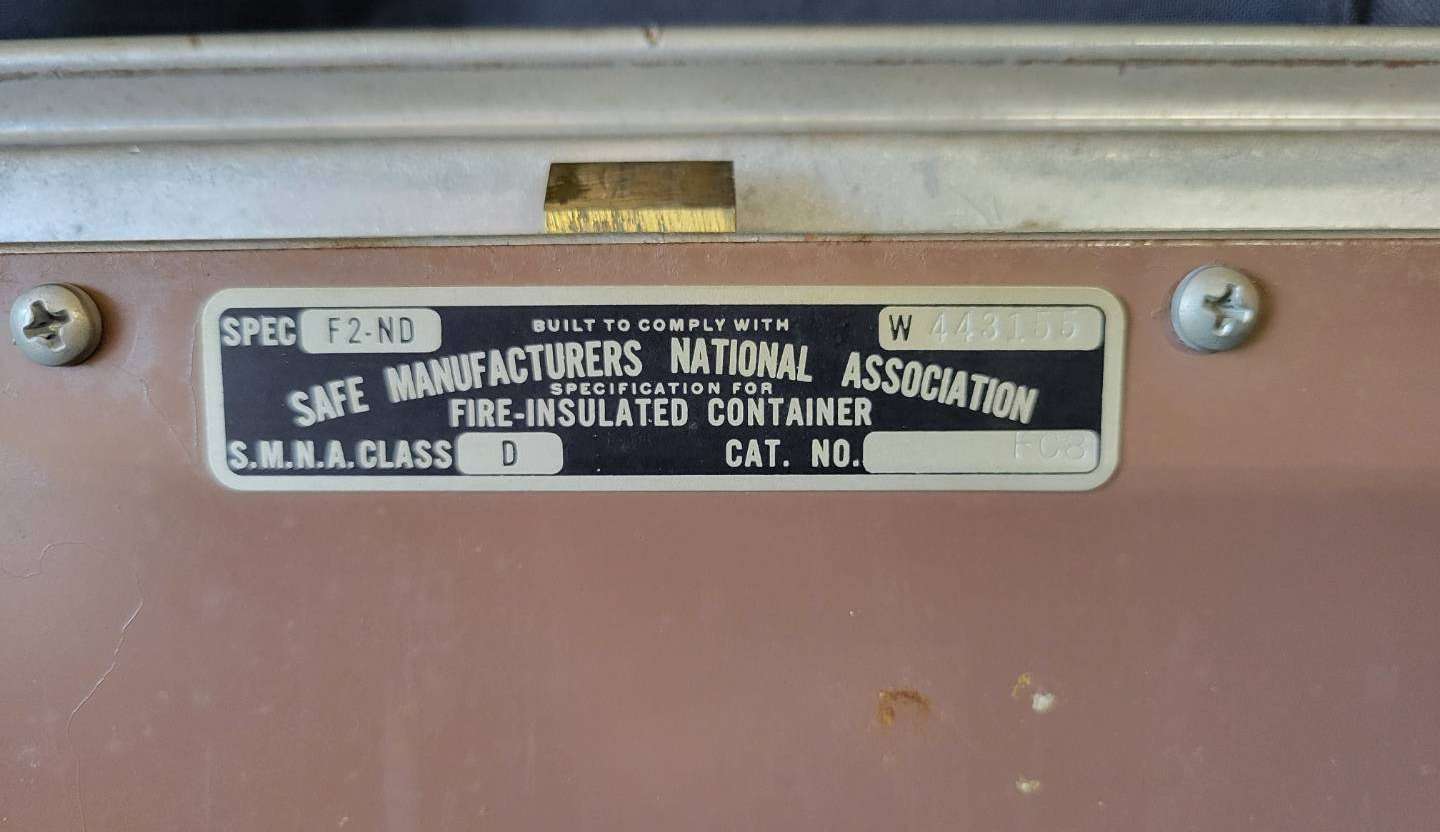 SPEC F2-ND BUILT TO COMPLY WITH W 443155
SAFE MANUFACTURERS NATIONAL ASSOCIATION
SPECIFICATION FOR
FIRE-INSULATED CONTAINER
S.M.N.A. CLASS D CAT. NO. FC8